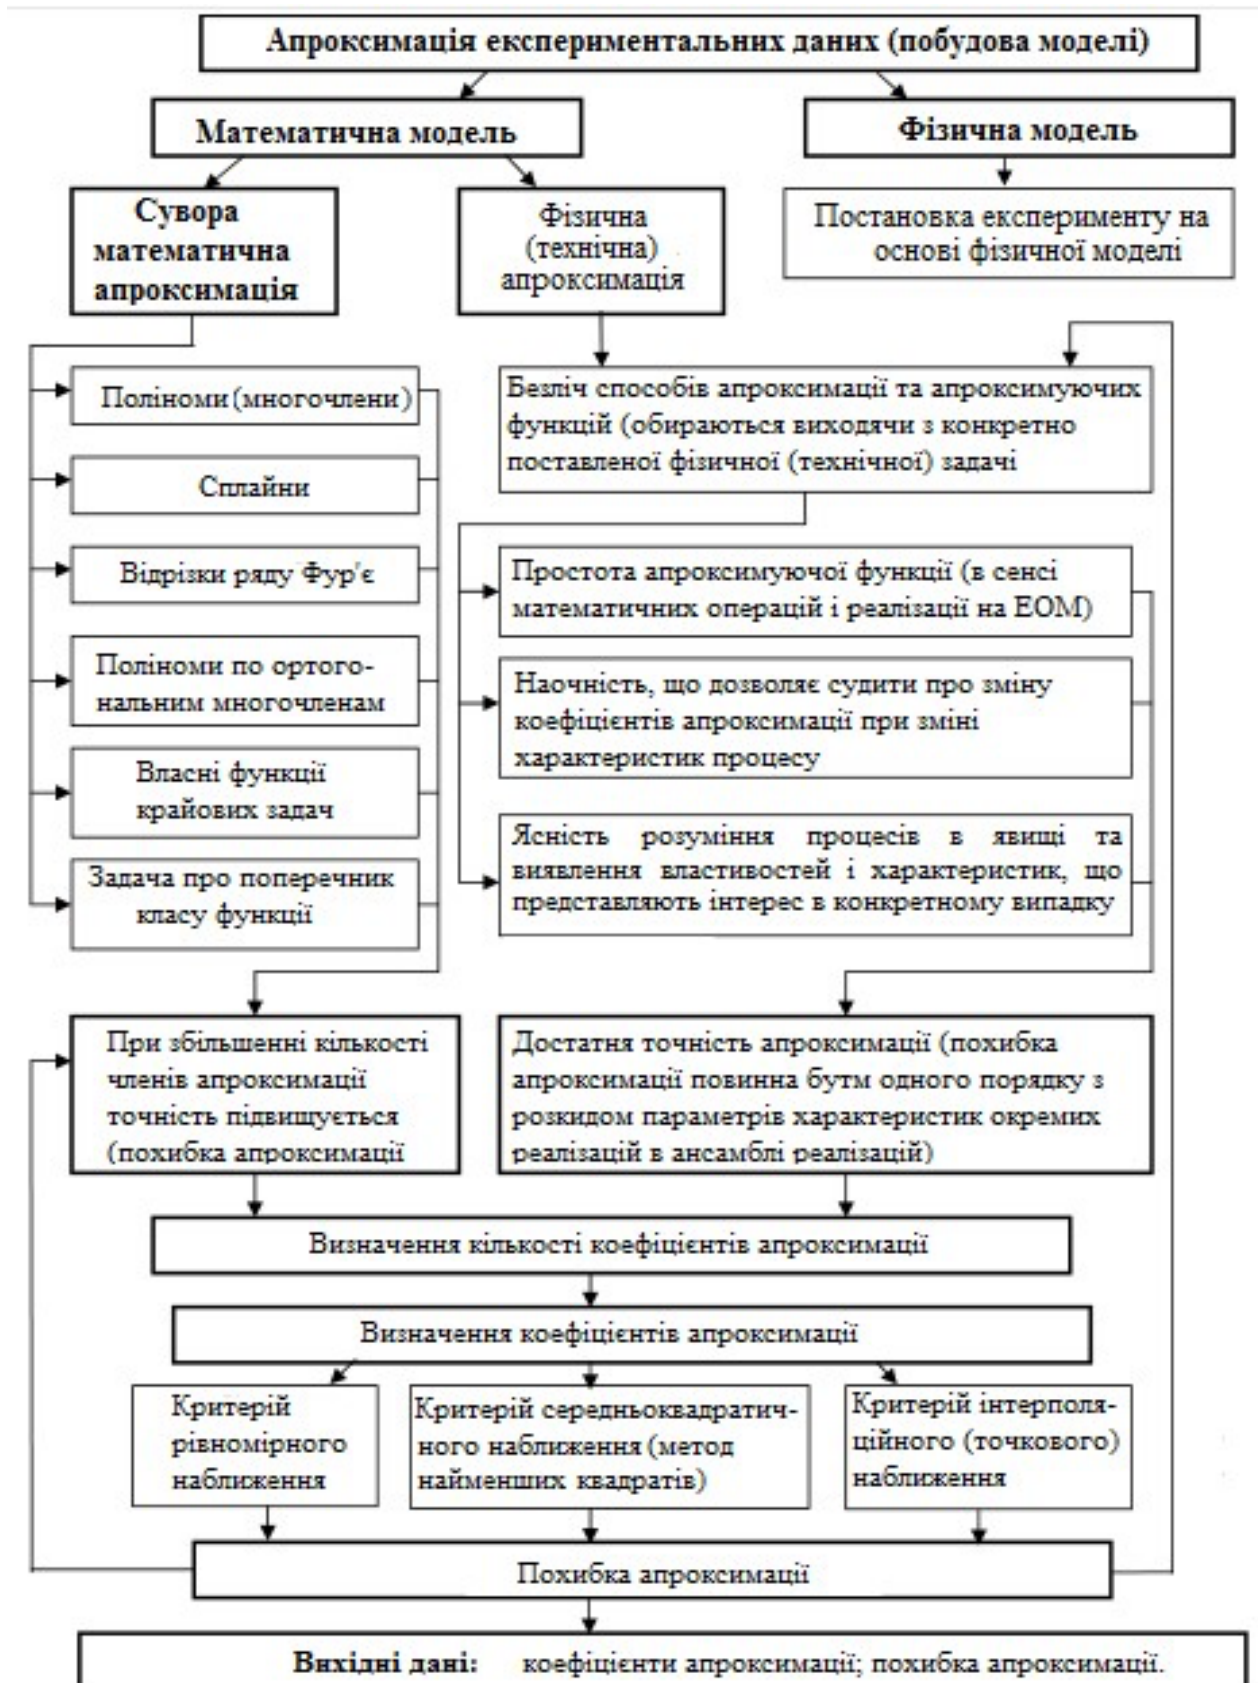 Апроксимація експериментальних даних (побудова моделі)
Математична модель
Фізична модель
Сувора
математична
апроксимація
Фізична
(технічна)
апроксимація
Постановка експерименту на
основі фізичної моделі
Поліноми (многочлени)
Сплайни
Відрізки ряду Фур'є
Поліноми по ортого-
нальним многочленам
Власні функції
крайових задач
Задача про поперечник
класу функції
Безліч способів апроксимації та апроксимуючих
функцій (обираються виходячи з конкретно
поставленої фізичної (технічної) задачі
Простота апроксимуючої функції (в сенсі
математичних операцій і реалізації на ЕОМ)
Наочність, що дозволяє судити про зміну
коефіцієнтів апроксимації при зміні
характеристик процесу
Ясність розуміння процесів в явищі та
виявлення властивостей і характеристик, що
представляють інтерес в конкретному випадку
При збільшенні кількості
членів апроксимації
точність підвищується
(похибка апроксимації
Достатня точність апроксимації (похибка
апроксимації повинна бутм одного порядку з
розкидом параметрів характеристик окремих
реалізацій в ансамблі реалізацій)
Визначення кількості коефіцієнтів апроксимації
Визначення коефіцієнтів апроксимації
Критерій
рівномірного
наближення
Критерій середньоквадратич-
ного наближення (метод
найменших квадратів)
Критерій інтерполя-
ційного (точкового)
наближення
Похибка апроксимації
Вихідні дані: коефіцієнти апроксимації; похибка апроксимації.